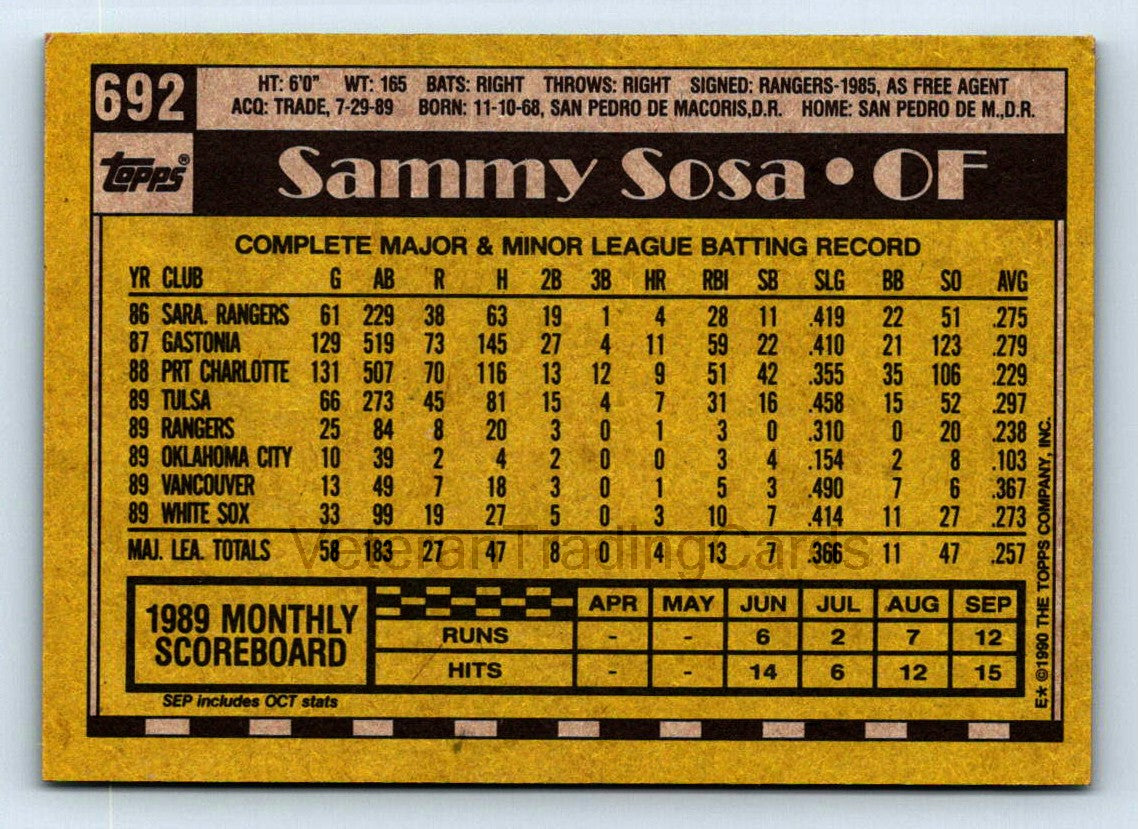 692
HT: 6'0" WT: 165 BATS: RIGHT THROWS: RIGHT SIGNED: RANGERS-1985, AS FREE AGENT
ACQ: TRADE, 7-29-89 BORN: 11-10-68, SAN PEDRO DE MACORIS,D.R. HOME: SAN PEDRO DE M.,D.R.
TOPPS®
Sammy Sosa • OF
COMPLETE MAJOR & MINOR LEAGUE BATTING RECORD
YR CLUB G AB R H 2B 3B HR RBI SB SLG BB SO AVG
86 SARA. RANGERS 61 229 38 63 19 1 4 28 11 .419 22 51 .275
87 GASTONIA 129 519 73 145 27 4 11 59 22 .410 21 123 .279
88 PRT CHARLOTTE 131 507 70 116 13 12 9 51 42 .355 35 106 .229
89 TULSA 66 273 45 81 15 4 7 31 16 .458 15 52 .297
89 RANGERS 25 84 8 20 3 0 1 3 0 .310 0 20 .238
89 OKLAHOMA CITY 10 39 2 4 2 0 0 3 4 .154 2 8 .103
89 VANCOUVER 13 49 7 18 3 0 1 5 3 .490 7 6 .367
89 WHITE SOX 33 99 19 27 5 0 3 10 7 .414 11 27 .273
MAJ. LEA. TOTALS 58 183 27 47 8 0 4 13 7 .366 11 47 .257
VeteranTradingCards
1989 MONTHLY
SCOREBOARD
APR MAY JUN JUL AUG SEP
RUNS - - 6 2 7 12
HITS - - 14 6 12 15
SEP includes OCT stats
E★ ©1990 THE TOPPS COMPANY, INC.